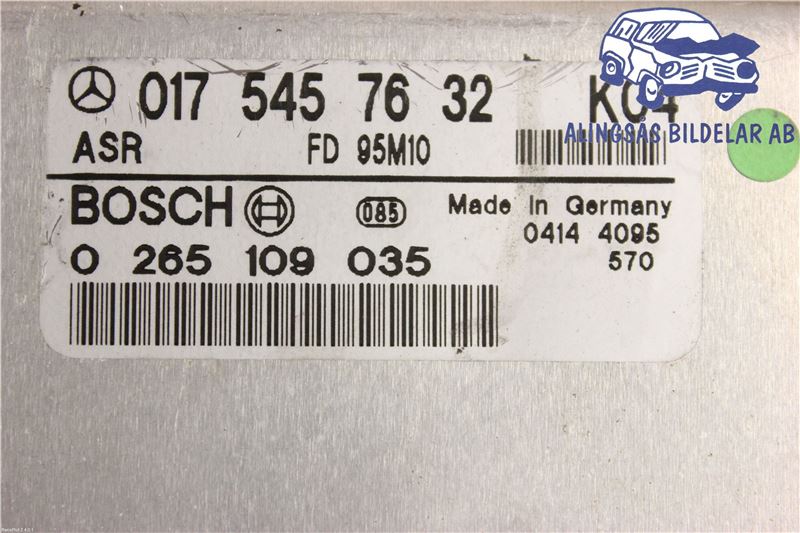 017 545 76 32 K04
ALINGSÅS BILDELAR AB
ASR FD 95M10
BOSCH 085 Made in Germany
0414 4095
0 265 109 035 570